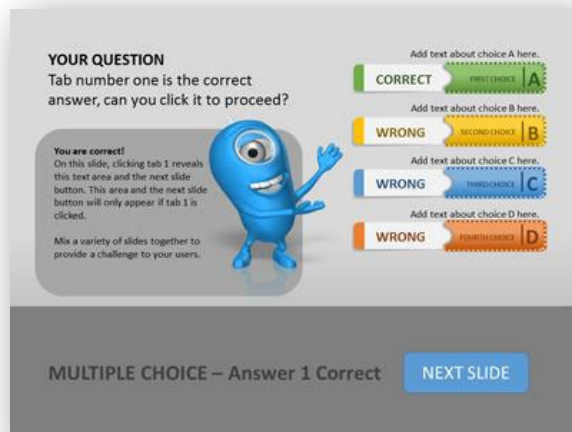 YOUR QUESTION
Tab number one is the correct
answer, can you click it to proceed?
You are correct!
On this slide, clicking tab 1 reveals
this text area and the next slide
button. This area and the next slide
button will only appear if tab 1 is
clicked.
Mix a variety of slides together to
provide a challenge to your users.
Add text about choice A here.
CORRECT FIRST CHOICE A
Add text about choice B here.
WRONG SECOND CHOICE B
Add text about choice C here.
WRONG THIRD CHOICE C
Add text about choice D here.
WRONG FOURTH CHOICE D
MULTIPLE CHOICE – Answer 1 Correct
NEXT SLIDE